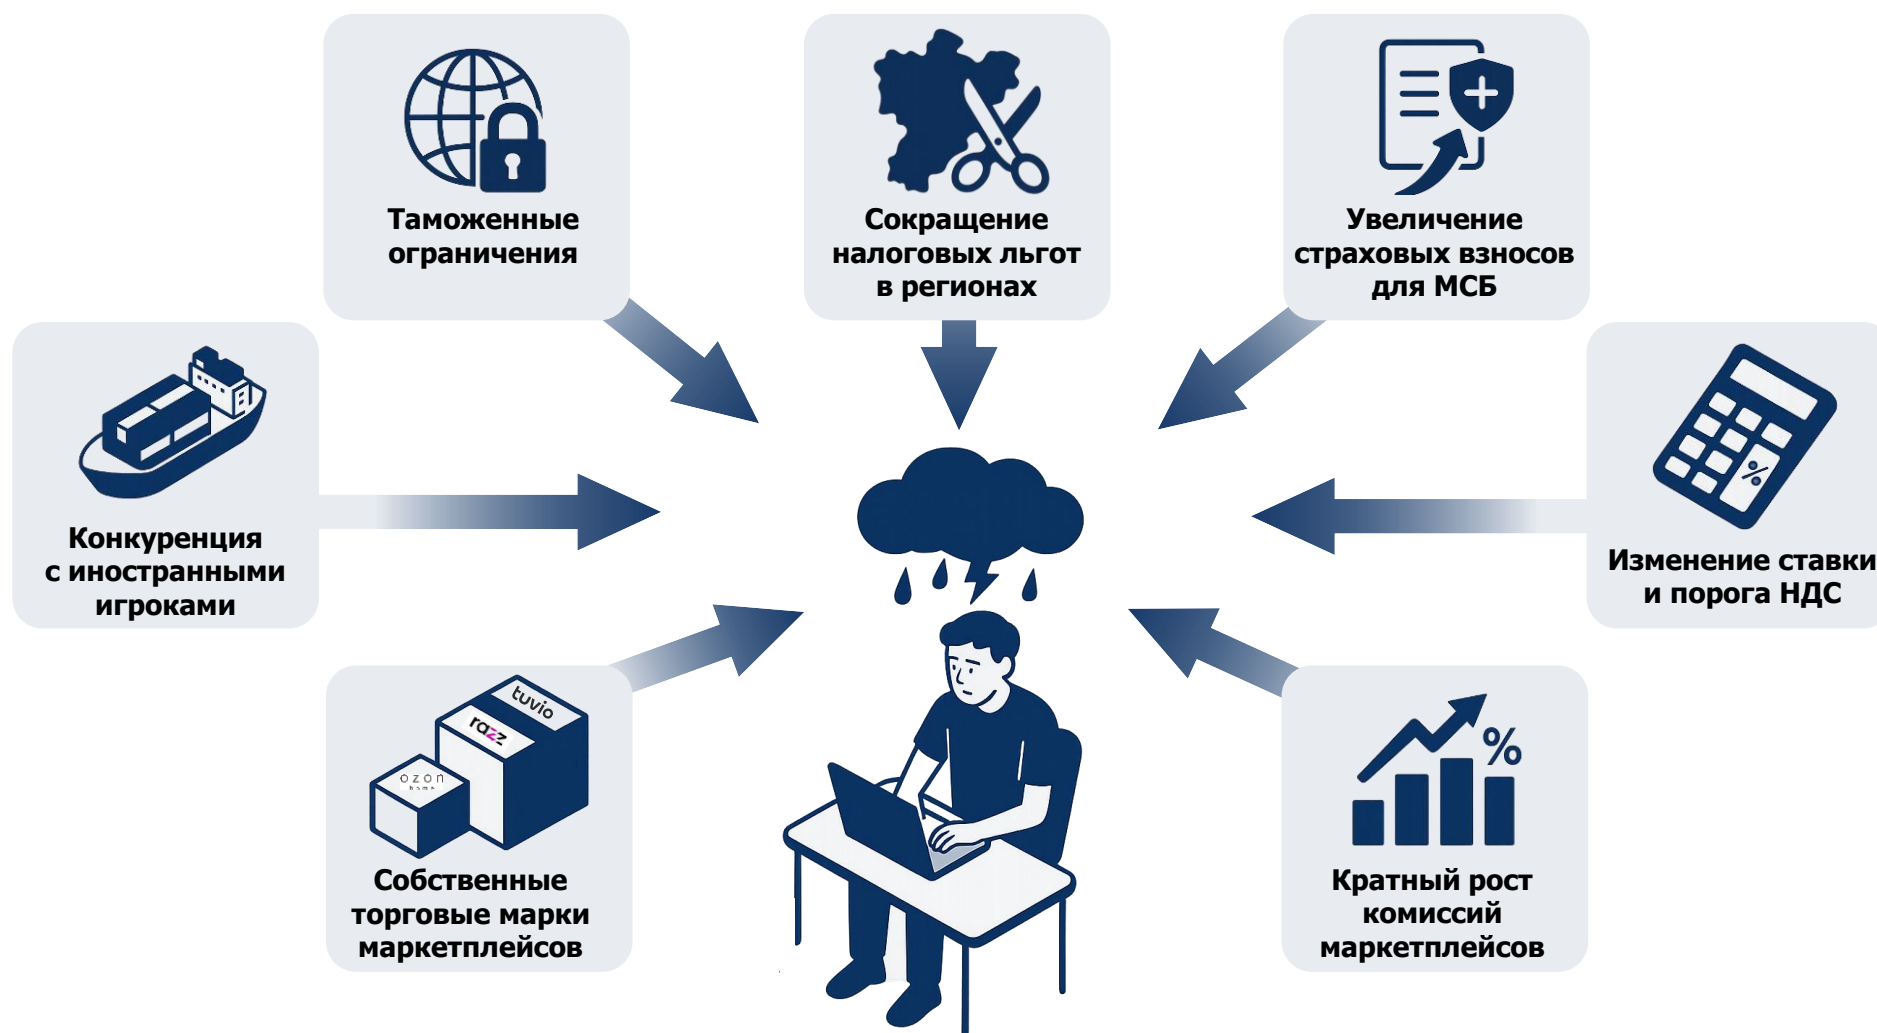 Таможенные
ограничения
Сокращение
налоговых льгот
в регионах
Увеличение
страховых взносов
для МСБ
Конкуренция
с иностранными
игроками
%
Изменение ставки
и порога НДС
tuvio
razz
ozon
home
Собственные
торговые марки
маркетплейсов
%
Кратный рост
комиссий
маркетплейсов